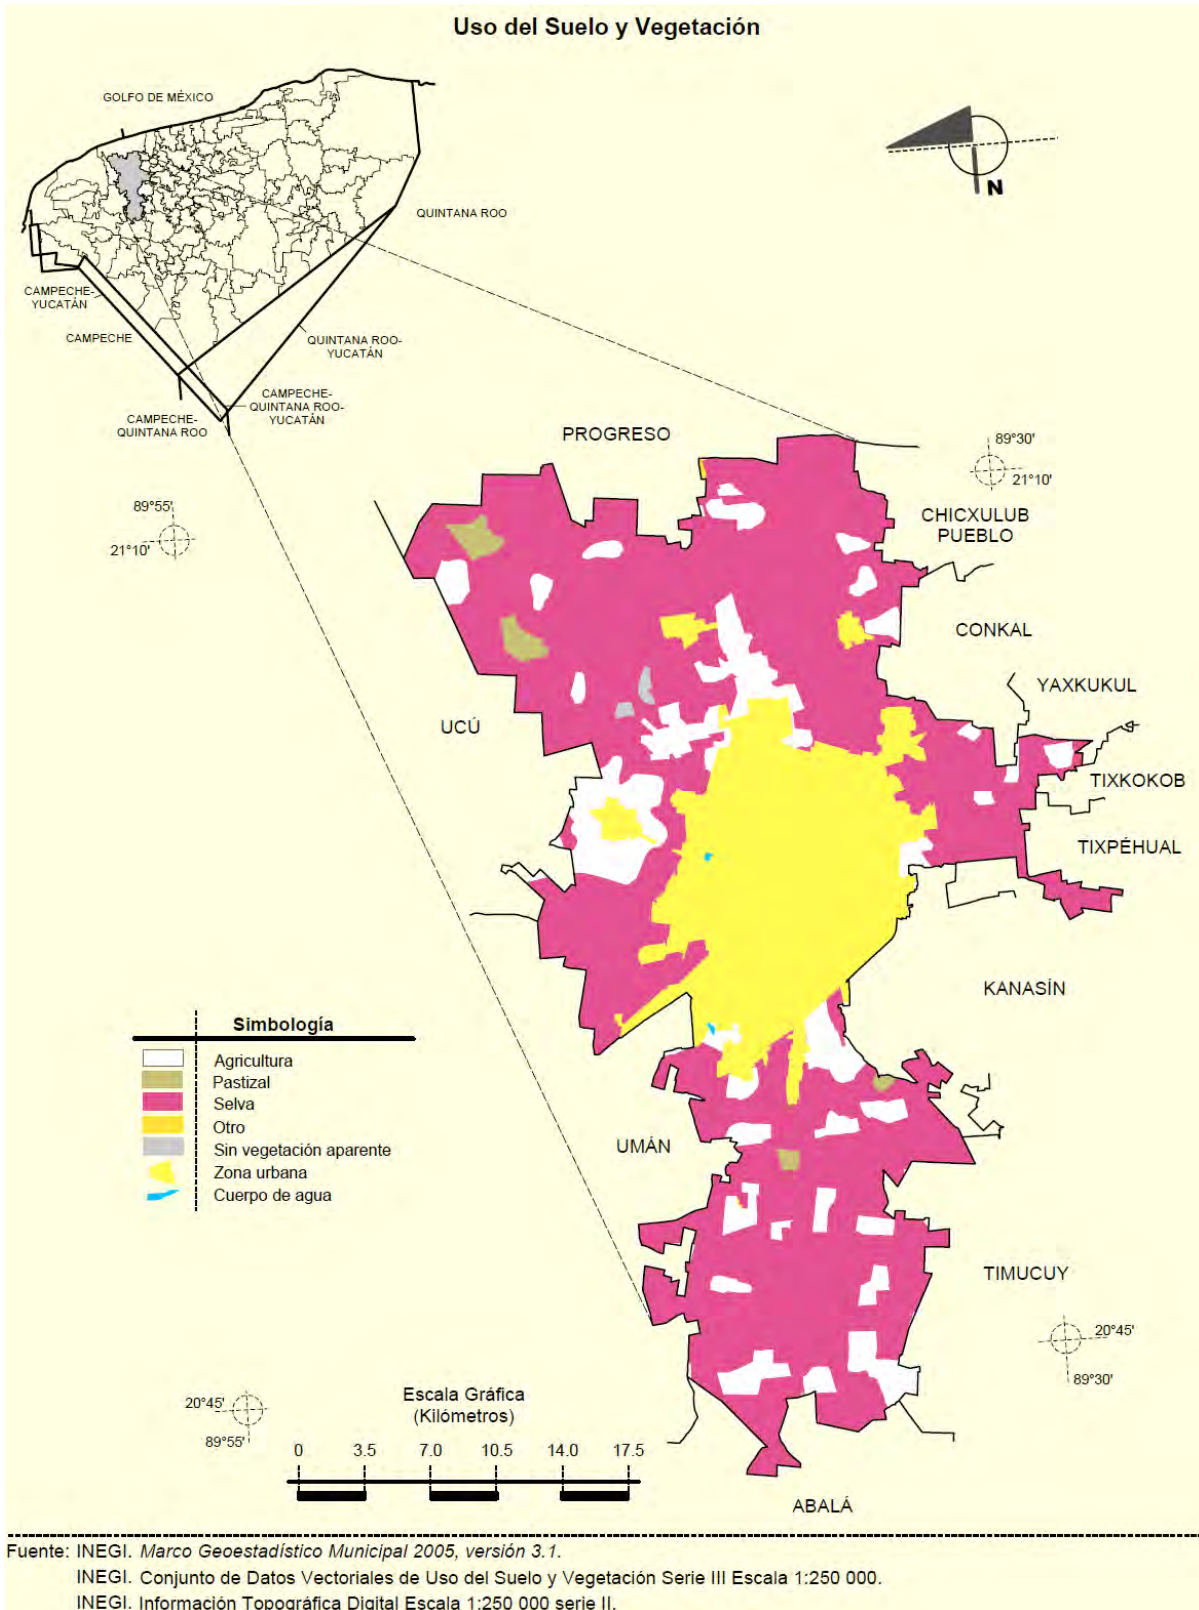 Uso del Suelo y Vegetación
GOLFO DE MÉXICO
N
QUINTANA ROO
CAMPECHE-
YUCATÁN
CAMPECHE
QUINTANA ROO-
YUCATÁN
CAMPECHE-
QUINTANA ROO-
YUCATÁN
CAMPECHE-
QUINTANA ROO
PROGRESO
89°30'
21°10'
89°55'
21°10'
CHICXULUB
PUEBLO
CONKAL
YAXKUKUL
UCÚ
TIXKOKOB
TIXPÉHUAL
KANASÍN
Simbología
Agricultura
Pastizal
Selva
Otro
Sin vegetación aparente
Zona urbana
Cuerpo de agua
UMÁN
TIMUCUY
20°45'
89°30'
20°45'
89°55'
Escala Gráfica
(Kilómetros)
0 3.5 7.0 10.5 14.0 17.5
ABALÁ
Fuente: INEGI. Marco Geoestadístico Municipal 2005, versión 3.1.
INEGI. Conjunto de Datos Vectoriales de Uso del Suelo y Vegetación Serie III Escala 1:250 000.
INEGI. Información Topográfica Digital Escala 1:250 000 serie II.